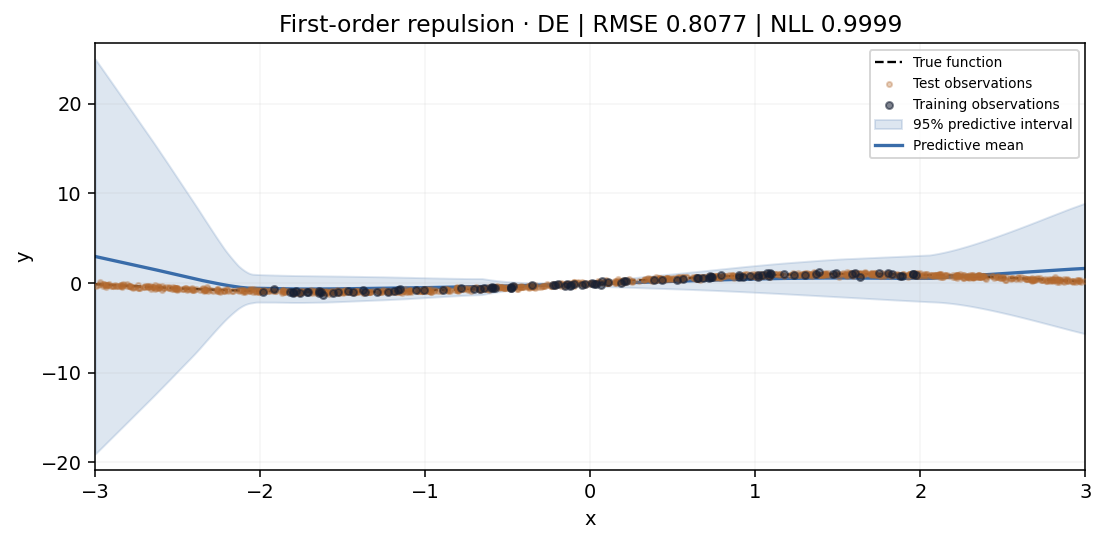 First-order repulsion · DE | RMSE 0.8077 | NLL 0.9999
True function
Test observations
Training observations
95% predictive interval
Predictive mean
y
20
10
0
−10
−20
−3
−2
−1
0
1
2
3
x